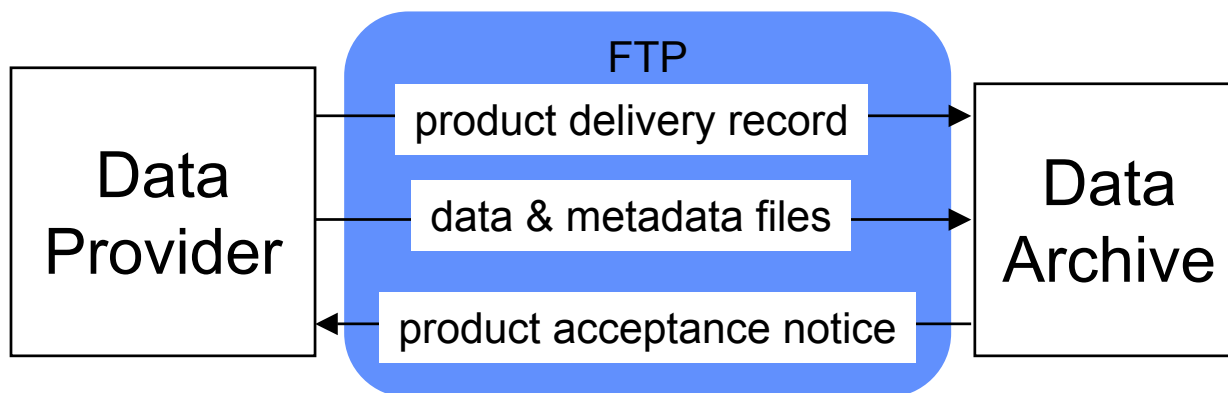 FTP
product delivery record
Data
Provider
data & metadata files
Data
Archive
product acceptance notice